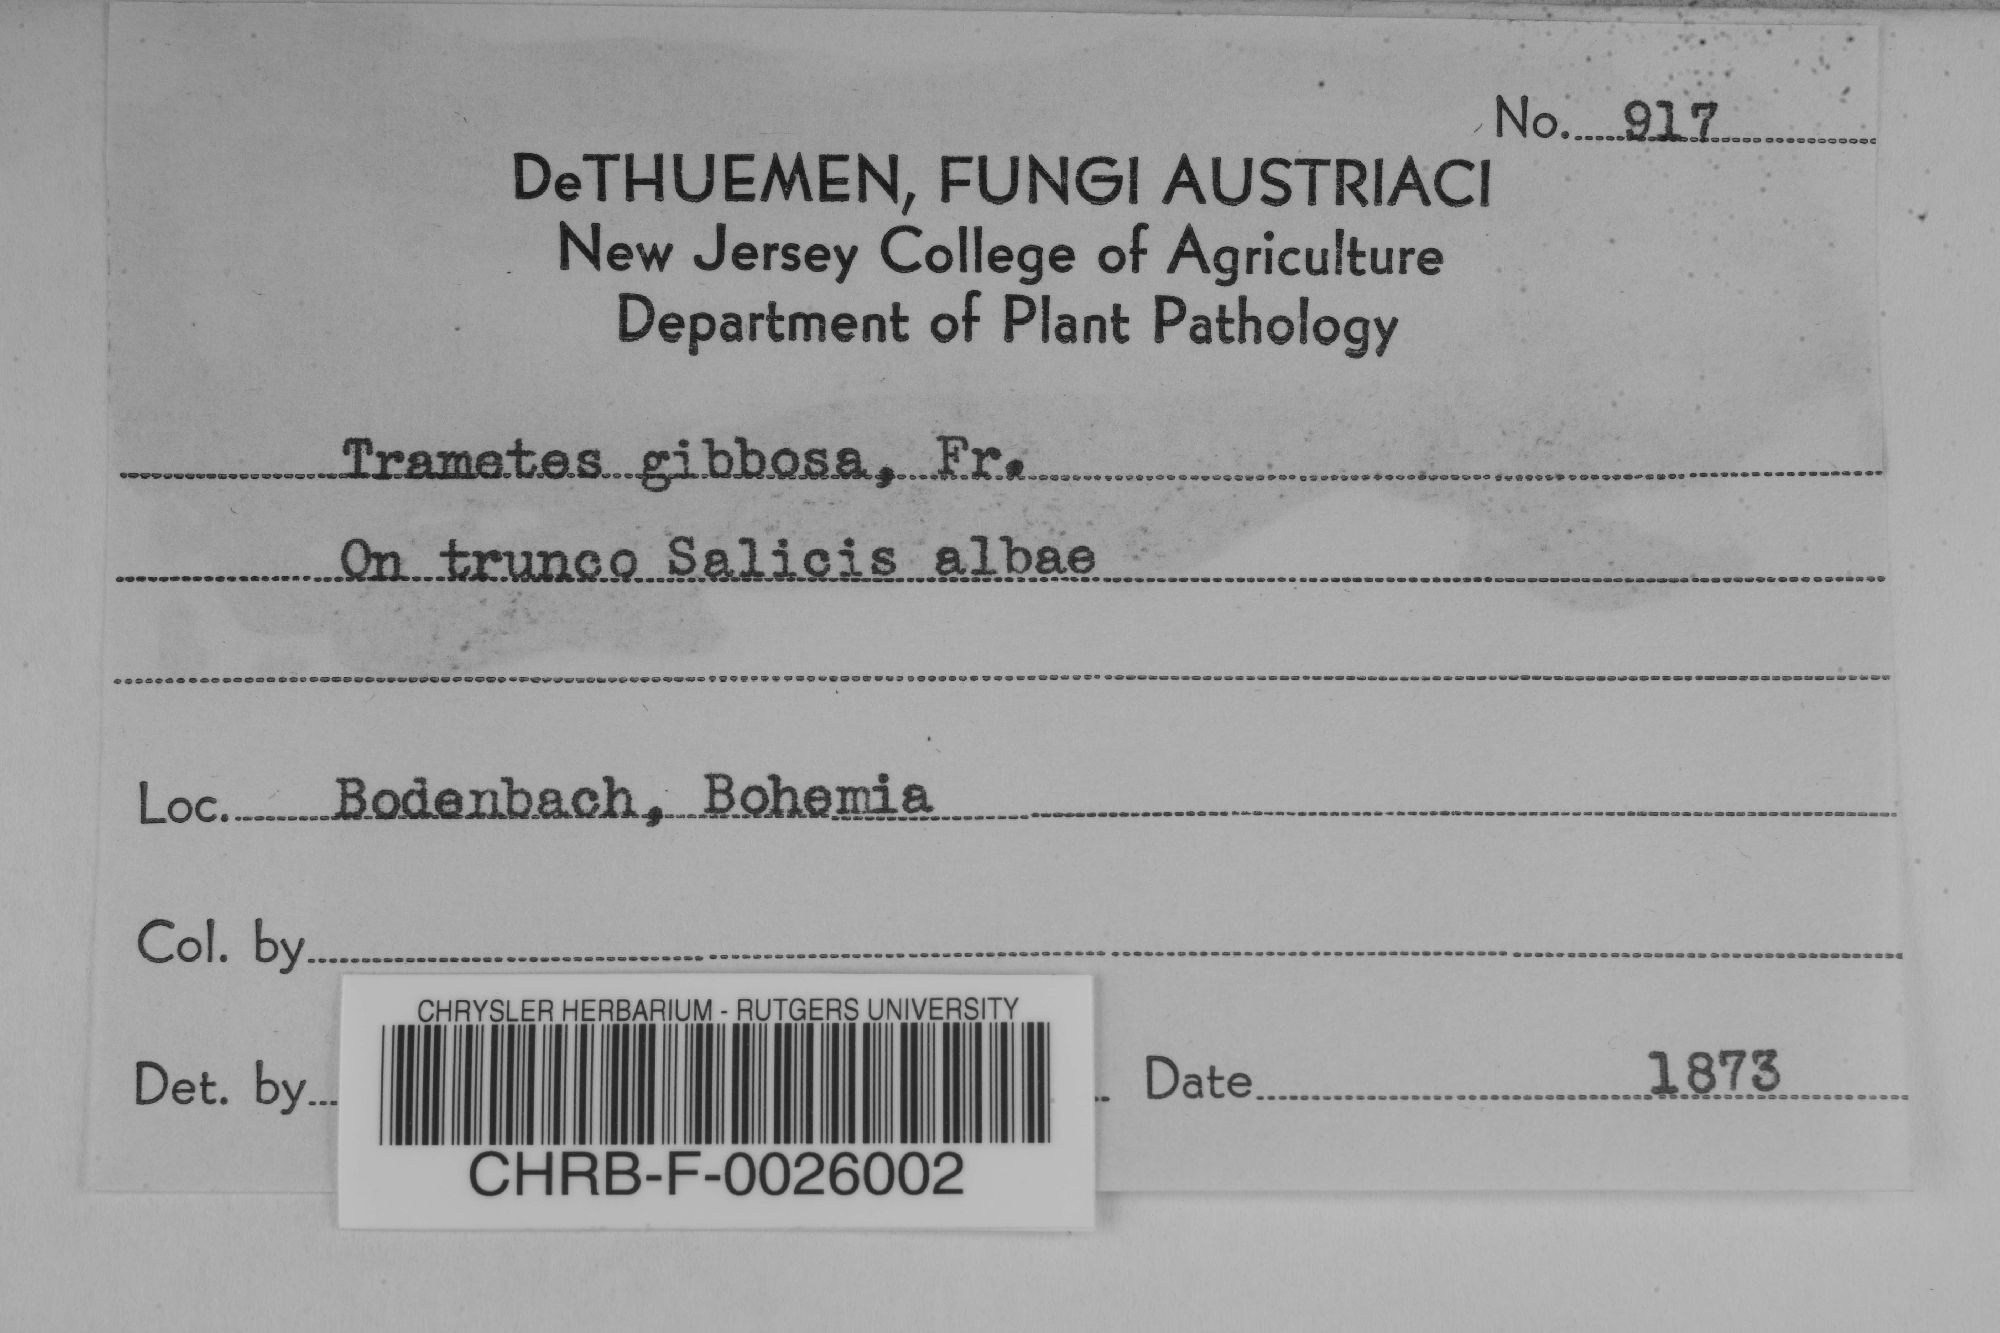 No. 917
DeTHUEMEN, FUNGI AUSTRIACI
New Jersey College of Agriculture
Department of Plant Pathology
Trametes gibbosa, Fr.
On trunco Salicis albae
Loc. Bodenbach, Bohemia
Col. by
Det. by
Date 1873
CHRYSLER HERBARIUM - RUTGERS UNIVERSITY
CHRB-F-0026002